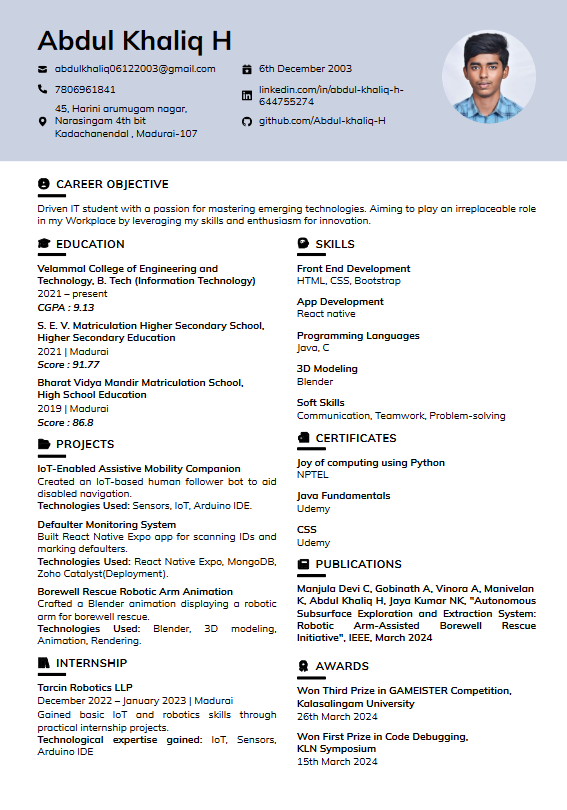 Abdul Khaliq H
abdulkhaliq06122003@gmail.com
7806961841
45, Harini arumugam nagar,
Narasingam 4th bit
Kadachanendal , Madurai-107
6th December 2003
linkedin.com/in/abdul-khaliq-h-
644755274
github.com/Abdul-khaliq-H
CAREER OBJECTIVE
Driven IT student with a passion for mastering emerging technologies. Aiming to play an irreplaceable role
in my Workplace by leveraging my skills and enthusiasm for innovation.
EDUCATION
Velammal College of Engineering and
Technology, B. Tech (Information Technology)
2021 – present
CGPA : 9.13
S. E. V. Matriculation Higher Secondary School,
Higher Secondary Education
2021 | Madurai
Score : 91.77
Bharat Vidya Mandir Matriculation School,
High School Education
2019 | Madurai
Score : 86.8
PROJECTS
IoT-Enabled Assistive Mobility Companion
Created an IoT-based human follower bot to aid
disabled navigation.
Technologies Used: Sensors, IoT, Arduino IDE.
Defaulter Monitoring System
Built React Native Expo app for scanning IDs and
marking defaulters.
Technologies Used: React Native Expo, MongoDB,
Zoho Catalyst(Deployment).
Borewell Rescue Robotic Arm Animation
Crafted a Blender animation displaying a robotic
arm for borewell rescue.
Technologies Used: Blender, 3D modeling,
Animation, Rendering.
INTERNSHIP
Tarcin Robotics LLP
December 2022 – January 2023 | Madurai
Gained basic IoT and robotics skills through
practical internship projects.
Technological expertise gained: IoT, Sensors,
Arduino IDE
SKILLS
Front End Development
HTML, CSS, Bootstrap
App Development
React native
Programming Languages
Java, C
3D Modeling
Blender
Soft Skills
Communication, Teamwork, Problem-solving
CERTIFICATES
Joy of computing using Python
NPTEL
Java Fundamentals
Udemy
CSS
Udemy
PUBLICATIONS
Manjula Devi C, Gobinath A, Vinora A, Manivelan
K, Abdul Khaliq H, Jaya Kumar NK, "Autonomous
Subsurface Exploration and Extraction System:
Robotic Arm-Assisted Borewell Rescue
Initiative", IEEE, March 2024
AWARDS
Won Third Prize in GAMEISTER Competition,
Kalasalingam University
26th March 2024
Won First Prize in Code Debugging,
KLN Symposium
15th March 2024